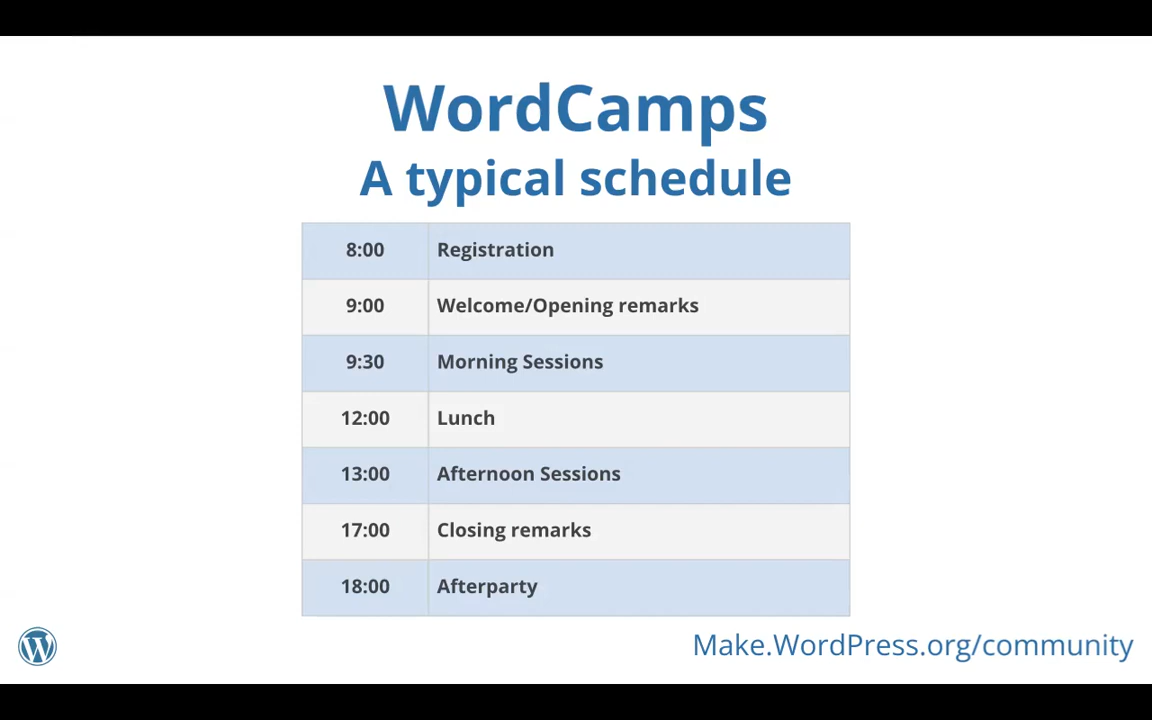 WordCamps
A typical schedule
8:00 Registration
9:00 Welcome/Opening remarks
9:30 Morning Sessions
12:00 Lunch
13:00 Afternoon Sessions
17:00 Closing remarks
18:00 Afterparty
Make.WordPress.org/community